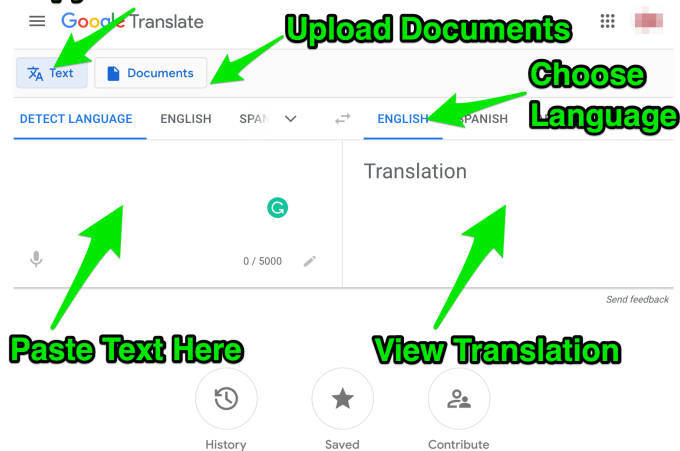 Google Translate
Upload Documents
Text
Documents
Choose
Language
DETECT LANGUAGE
ENGLISH
SPAN
ENGLISH
SPANISH
Translation
0 / 5000
Send feedback
Paste Text Here
View Translation
History
Saved
Contribute